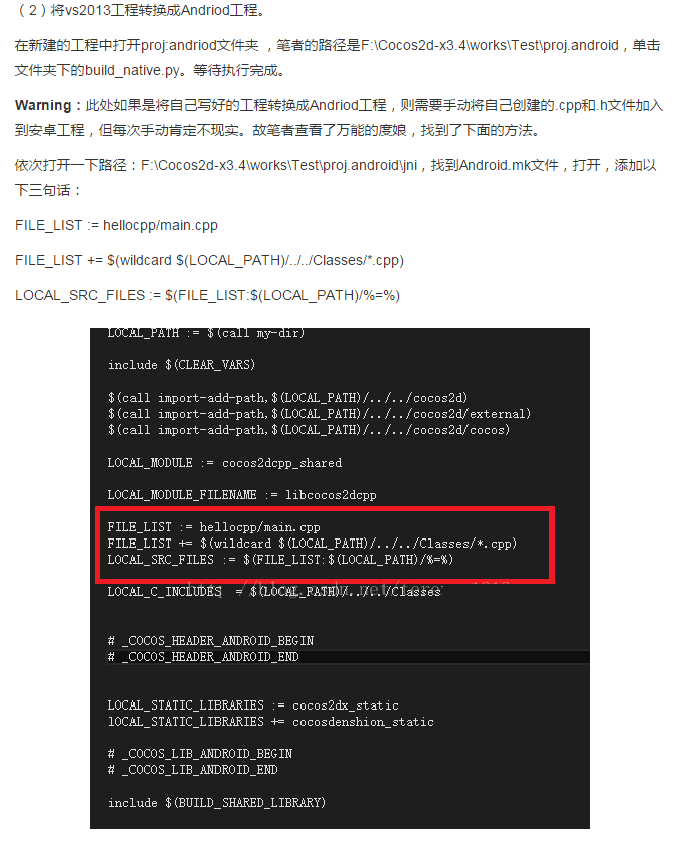 （2）将vs2013工程转换成Andriod工程。
在新建的工程中打开proj:andriod文件夹 ，笔者的路径是F:\Cocos2d-x3.4\works\Test\proj.android，单击
文件夹下的build_native.py。等待执行完成。
Warning：此处如果是将自己写好的工程转换成Andriod工程，则需要手动将自己创建的.cpp和.h文件加入
到安卓工程，但每次手动肯定不现实。故笔者查看了万能的度娘，找到了下面的方法。
依次打开一下路径：F:\Cocos2d-x3.4\works\Test\proj.android\jni，找到Android.mk文件，打开，添加以
下三句话：
FILE_LIST := hellocpp/main.cpp
FILE_LIST += $(wildcard $(LOCAL_PATH)/../../Classes/*.cpp)
LOCAL_SRC_FILES := $(FILE_LIST:$(LOCAL_PATH)/%=%)
LOCAL_PATH := $(call my-dir)
include $(CLEAR_VARS)
$(call import-add-path,$(LOCAL_PATH)/../../cocos2d)
$(call import-add-path,$(LOCAL_PATH)/../../cocos2d/external)
$(call import-add-path,$(LOCAL_PATH)/../../cocos2d/cocos)
LOCAL_MODULE := cocos2dcpp_shared
LOCAL_MODULE_FILENAME := libcocos2dcpp
FILE_LIST := hellocpp/main.cpp
FILE_LIST += $(wildcard $(LOCAL_PATH)/../../Classes/*.cpp)
LOCAL_SRC_FILES := $(FILE_LIST:$(LOCAL_PATH)/%=%)
LOCAL_C_INCLUDES = $(LOCAL_PATH)/../../Classes
# _COCOS_HEADER_ANDROID_BEGIN
# _COCOS_HEADER_ANDROID_END
LOCAL_STATIC_LIBRARIES := cocos2dx_static
LOCAL_STATIC_LIBRARIES += cocosdenshion_static
# _COCOS_LIB_ANDROID_BEGIN
# _COCOS_LIB_ANDROID_END
include $(BUILD_SHARED_LIBRARY)